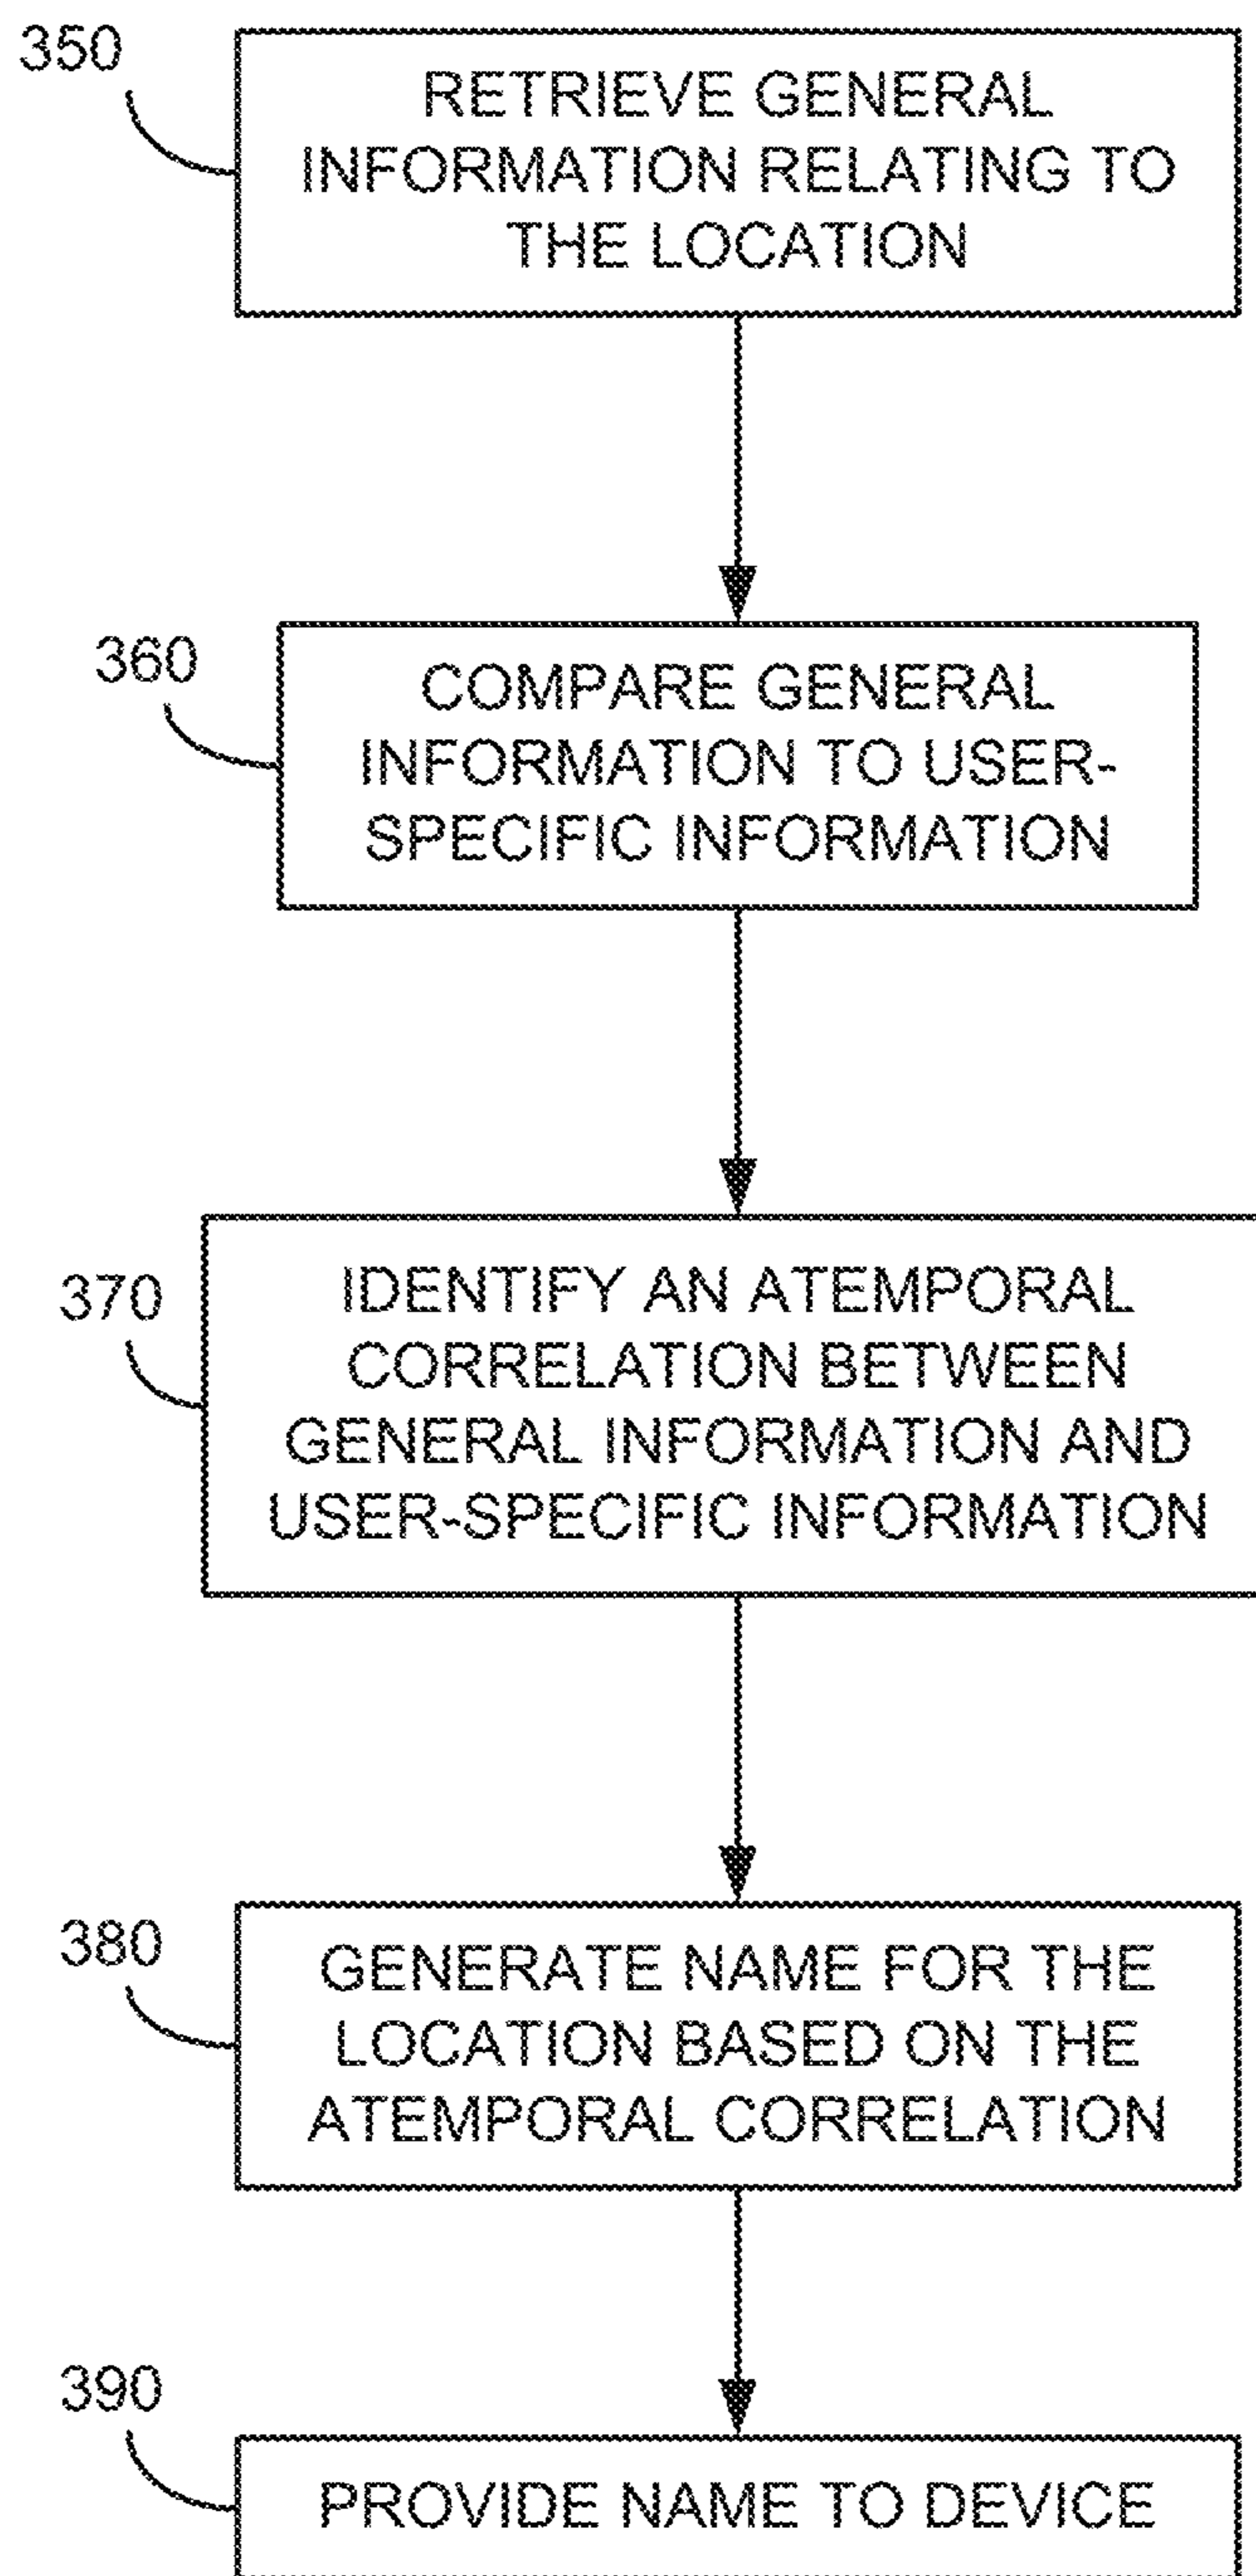 350
RETRIEVE GENERAL
INFORMATION RELATING TO
THE LOCATION
360
COMPARE GENERAL
INFORMATION TO USER-
SPECIFIC INFORMATION
370
IDENTIFY AN ATEMPORAL
CORRELATION BETWEEN
GENERAL INFORMATION AND
USER-SPECIFIC INFORMATION
380
GENERATE NAME FOR THE
LOCATION BASED ON THE
ATEMPORAL CORRELATION
390
PROVIDE NAME TO DEVICE